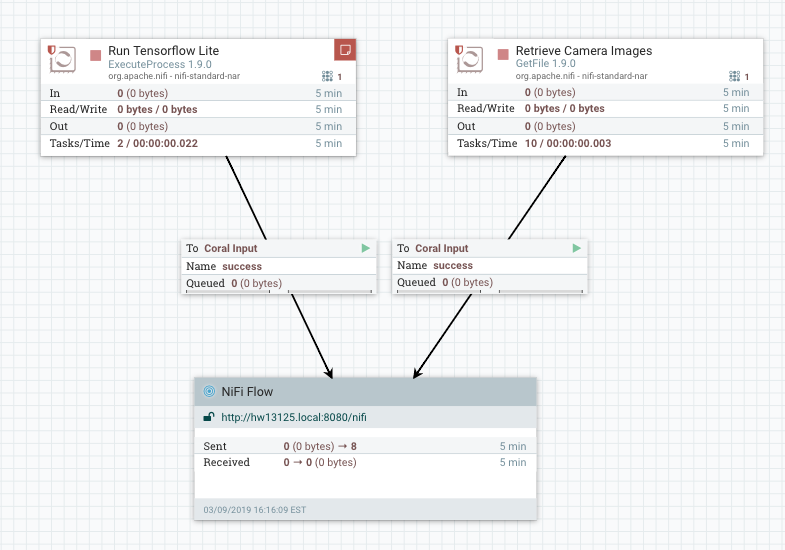 Run Tensorflow Lite
ExecuteProcess 1.9.0
org.apache.nifi - nifi-standard-nar
1
In 0 (0 bytes) 5 min
Read/Write 0 bytes / 0 bytes 5 min
Out 0 (0 bytes) 5 min
Tasks/Time 2 / 00:00:00.022 5 min
Retrieve Camera Images
GetFile 1.9.0
org.apache.nifi - nifi-standard-nar
1
In 0 (0 bytes) 5 min
Read/Write 0 bytes / 0 bytes 5 min
Out 0 (0 bytes) 5 min
Tasks/Time 10 / 00:00:00.003 5 min
To Coral Input
Name success
Queued 0 (0 bytes)
To Coral Input
Name success
Queued 0 (0 bytes)
NiFi Flow
http://hw13125.local:8080/nifi
Sent 0 (0 bytes) → 8 5 min
Received 0 → 0 (0 bytes) 5 min
03/09/2019 16:16:09 EST